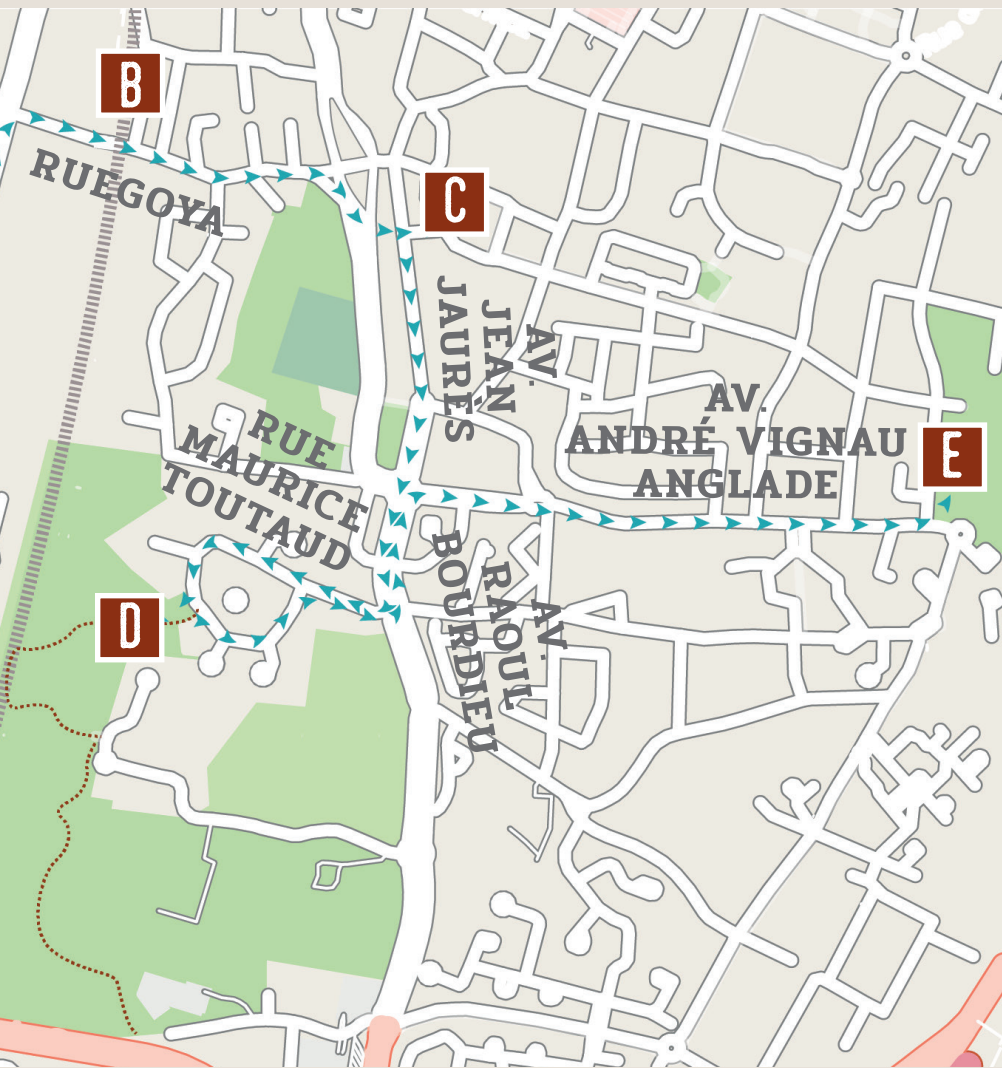 B
RUEGOYA
C
AV.
JEAN
JAURÈS
RUE
MAURICE
TOUTAUD
AV.
ANDRÉ VIGNAU
ANGLADE
E
D
AV.
RAOUL
BOURDIEU